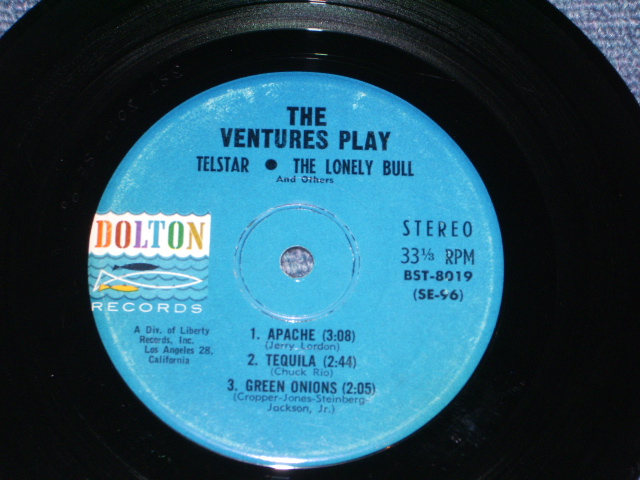 THE
VENTURES PLAY
TELSTAR • THE LONELY BULL
And Others
DOLTON
RECORDS
STEREO
33⅓ RPM
BST-8019
(SE-96)
A Div. of Liberty
Records, Inc.
Los Angeles 28,
California
1. APACHE (3:08)
(Jerry Lordon)
2. TEQUILA (2:44)
(Chuck Rio)
3. GREEN ONIONS (2:05)
(Cropper-Jones-Steinberg-
Jackson, Jr.)